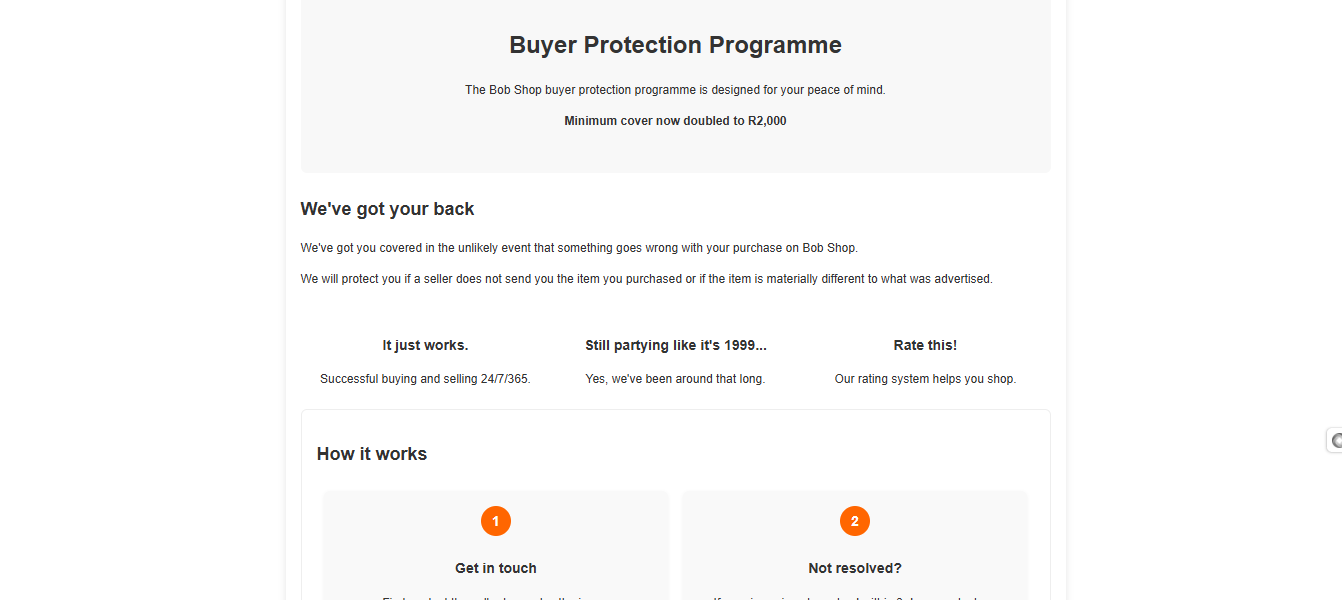 Buyer Protection Programme
The Bob Shop buyer protection programme is designed for your peace of mind.
Minimum cover now doubled to R2,000
We've got your back
We've got you covered in the unlikely event that something goes wrong with your purchase on Bob Shop.
We will protect you if a seller does not send you the item you purchased or if the item is materially different to what was advertised.
It just works.
Successful buying and selling 24/7/365.
Still partying like it's 1999...
Yes, we've been around that long.
Rate this!
Our rating system helps you shop.
How it works
1
Get in touch
2
Not resolved?